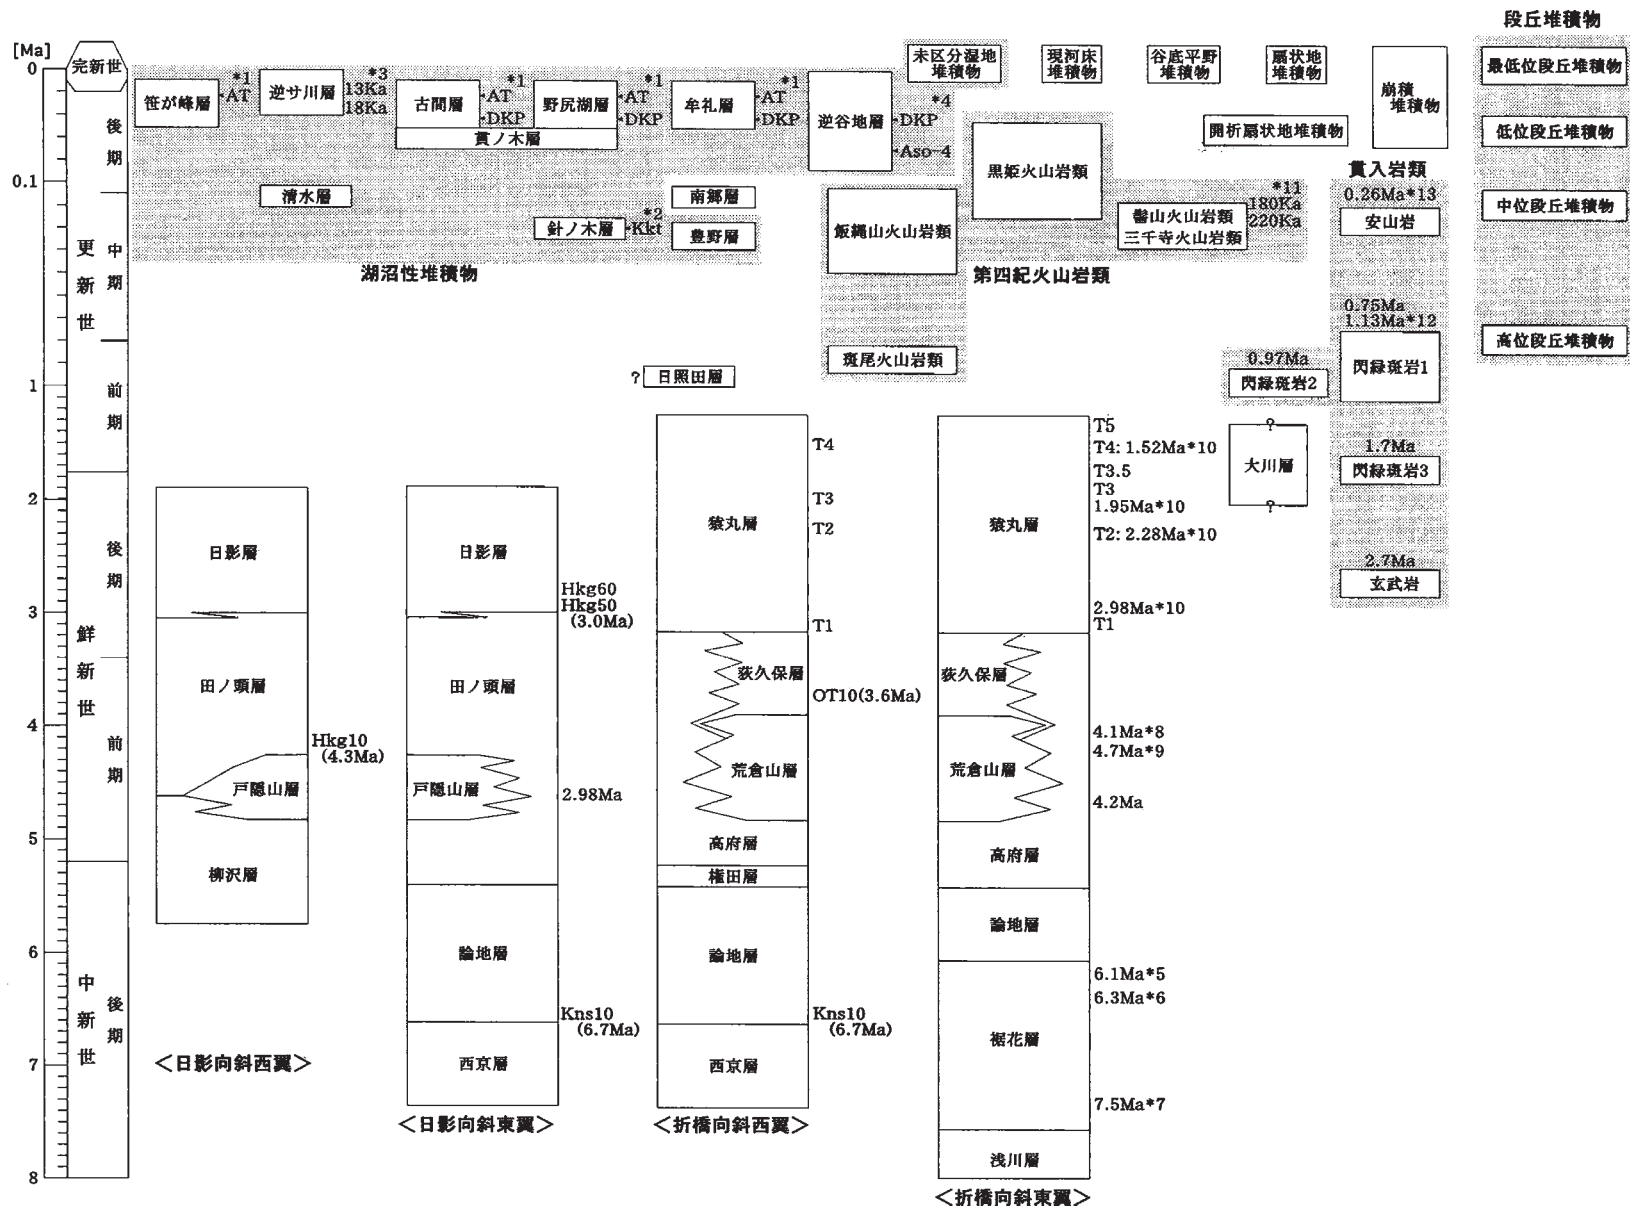 段丘堆積物
[Ma]
完新世
0
0.1
1
2
3
4
5
6
7
8
更新世
後期
中期
前期
鮮新世
後期
前期
中新世
後期
笹が峰層
*1
AT
逆サ川層
*3
13Ka
18Ka
古間層
*1
AT
DKP
野尻湖層
*1
AT
DKP
貫ノ木層
牟礼層
*1
AT
DKP
逆谷地層
*4
DKP
Aso-4
清水層
針ノ木層
*2
Kkt
南郷層
豊野層
湖沼性堆積物
未区分湿地
堆積物
現河床
堆積物
谷底平野
堆積物
扇状地
堆積物
崩積
堆積物
開析扇状地堆積物
最低位段丘堆積物
低位段丘堆積物
中位段丘堆積物
高位段丘堆積物
黒姫火山岩類
飯縄山火山岩類
髻山火山岩類
三千寺火山岩類
*11
180Ka
220Ka
第四紀火山岩類
斑尾火山岩類
貫入岩類
0.26Ma*13
安山岩
0.75Ma
1.13Ma*12
閃緑斑岩1
0.97Ma
閃緑斑岩2
1.7Ma
閃緑斑岩3
2.7Ma
玄武岩
? 日照田層
?
大川層
?
日影層
田ノ頭層
Hkg10
(4.3Ma)
戸隠山層
柳沢層
<日影向斜西翼>
日影層
Hkg60
Hkg50
(3.0Ma)
田ノ頭層
戸隠山層
2.98Ma
論地層
Kns10
(6.7Ma)
西京層
<日影向斜東翼>
T4
T3
猿丸層
T2
T1
荻久保層
OT10(3.6Ma)
荒倉山層
高府層
権田層
論地層
Kns10
(6.7Ma)
西京層
<折橋向斜西翼>
T5
T4: 1.52Ma*10
T3.5
T3
1.95Ma*10
猿丸層
T2: 2.28Ma*10
2.98Ma*10
T1
荻久保層
4.1Ma*8
4.7Ma*9
荒倉山層
4.2Ma
高府層
論地層
6.1Ma*5
6.3Ma*6
裾花層
7.5Ma*7
浅川層
<折橋向斜東翼>